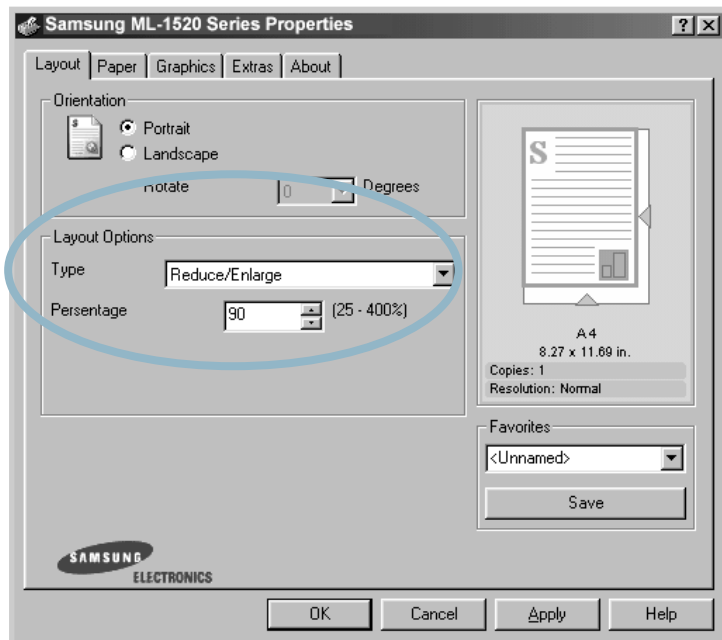 Samsung ML-1520 Series Properties
Layout Paper Graphics Extras About
Orientation
S
Portrait
Landscape
Rotate 0 Degrees
Layout Options
Type Reduce/Enlarge
Persentage 90 (25 - 400%)
S
A4
8.27 x 11.69 in.
Copies: 1
Resolution: Normal
Favorites
<Unnamed>
Save
SAMSUNG
ELECTRONICS
OK Cancel Apply Help